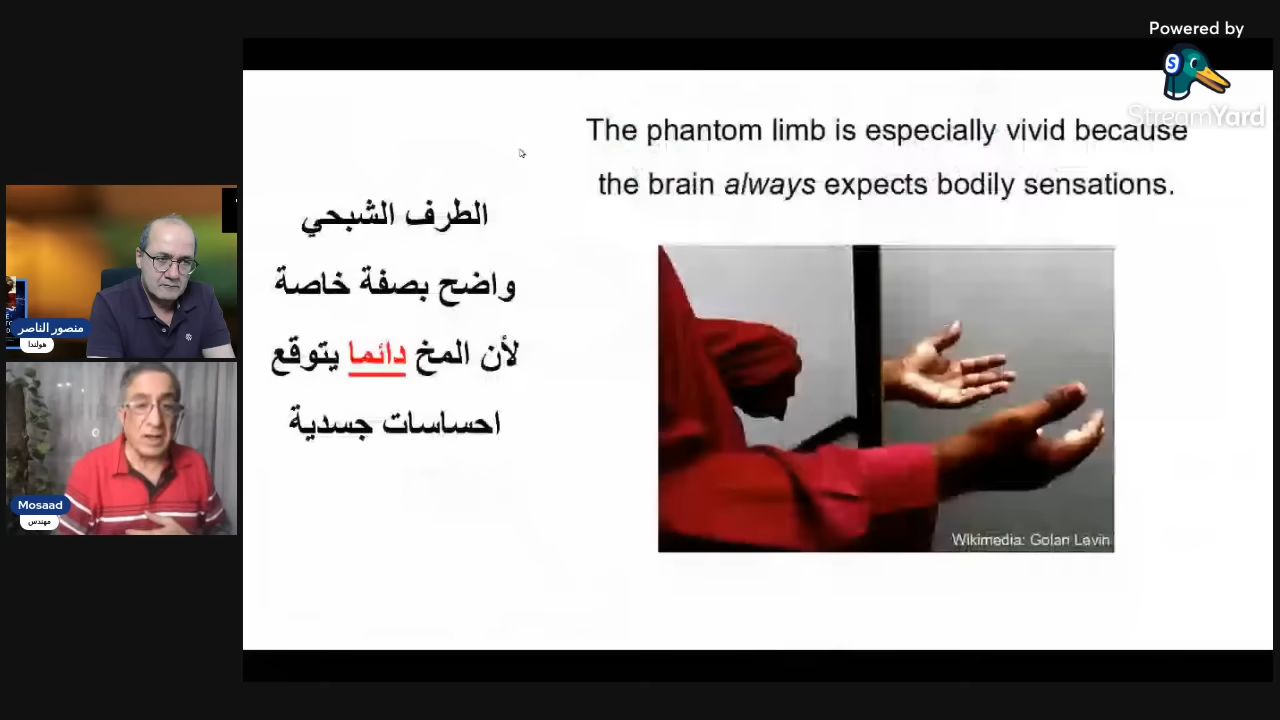 Powered by
StreamYard
The phantom limb is especially vivid because
the brain always expects bodily sensations.
الطرف الشبحي
واضح بصفة خاصة
لأن المخ دائما يتوقع
احساسات جسدية
Wikimedia: Golan Levin
منصور الناصر
هولندا
Mosaad
مهندس